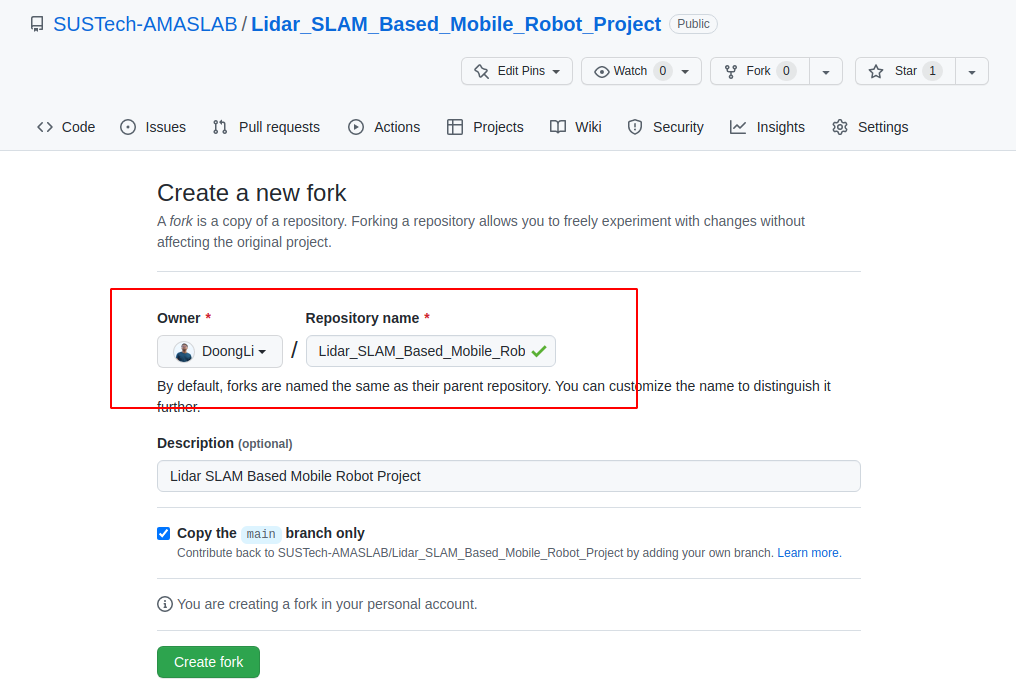 SUSTech-AMASLAB / Lidar_SLAM_Based_Mobile_Robot_Project Public
Edit Pins Watch 0 Fork 0 Star 1
Code Issues Pull requests Actions Projects Wiki Security Insights Settings
Create a new fork
A fork is a copy of a repository. Forking a repository allows you to freely experiment with changes without
affecting the original project.
Owner * Repository name *
DoongLi / Lidar_SLAM_Based_Mobile_Rob
By default, forks are named the same as their parent repository. You can customize the name to distinguish it
further.
Description (optional)
Lidar SLAM Based Mobile Robot Project
Copy the main branch only
Contribute back to SUSTech-AMASLAB/Lidar_SLAM_Based_Mobile_Robot_Project by adding your own branch. Learn more.
You are creating a fork in your personal account.
Create fork